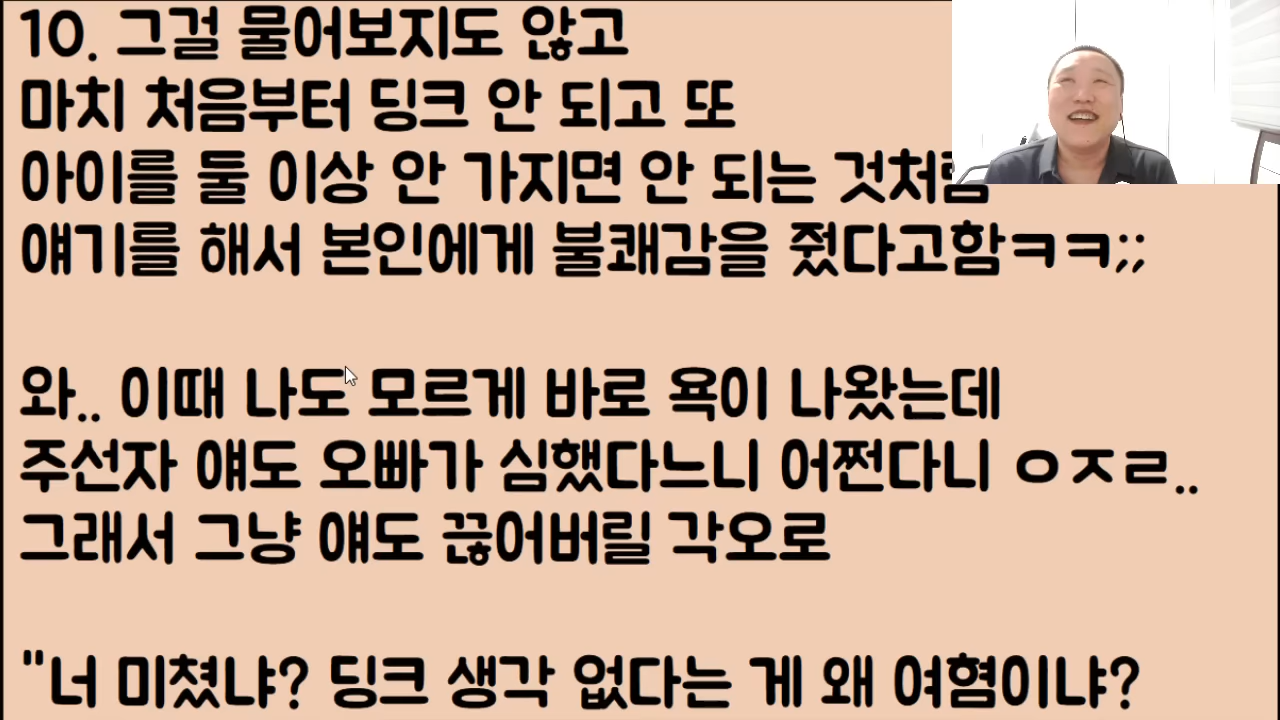 10. 그걸 물어보지도 않고
마치 처음부터 딩크 안 되고 또
아이를 둘 이상 안 가지면 안 되는 것처럼
얘기를 해서 본인에게 불쾌감을 줬다고함ㅋㅋ;;
와.. 이때 나도 모르게 바로 욕이 나왔는데
주선자 얘도 오빠가 심했다느니 어쩐다니 ㅇㅈㄹ..
그래서 그냥 얘도 끊어버릴 각오로
"너 미쳤냐? 딩크 생각 없다는 게 왜 여혐이냐?